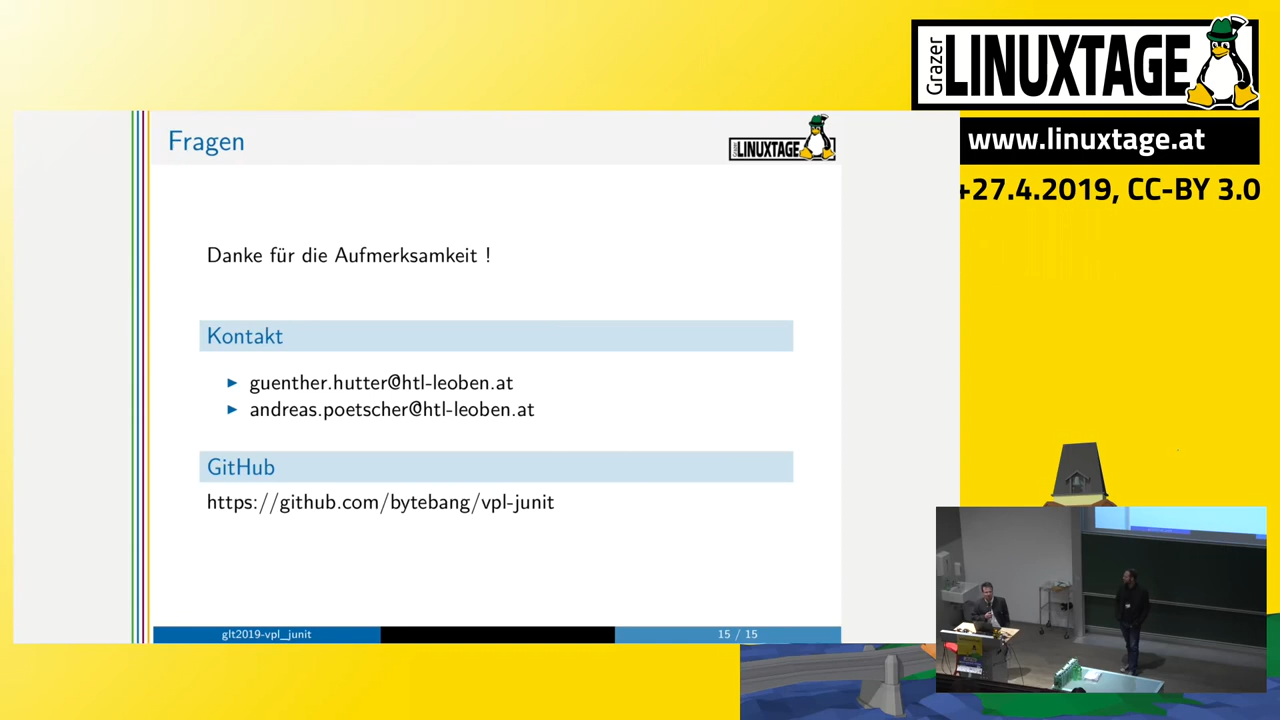 Grazer
LINUXTAGE
www.linuxtage.at
+27.4.2019, CC-BY 3.0
Fragen
LINUXTAGE
Danke für die Aufmerksamkeit !
Kontakt
▶ guenther.hutter@htl-leoben.at
▶ andreas.poetscher@htl-leoben.at
GitHub
https://github.com/bytebang/vpl-junit
glt2019-vpl_junit
15 / 15